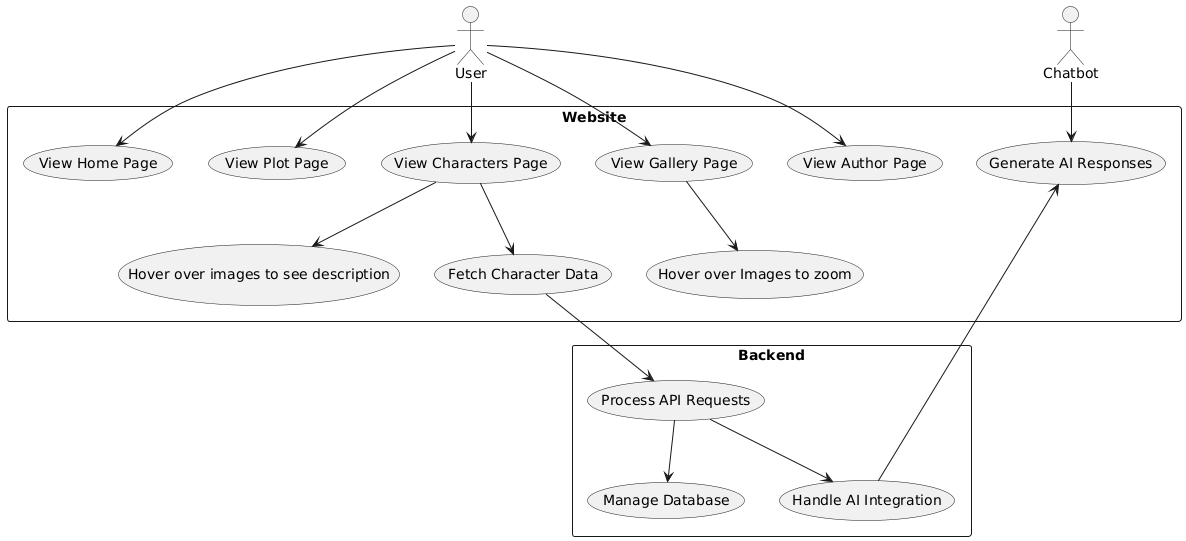 User
Chatbot
Website
View Home Page
View Plot Page
View Characters Page
View Gallery Page
View Author Page
Generate AI Responses
Hover over images to see description
Fetch Character Data
Hover over Images to zoom
Backend
Process API Requests
Manage Database
Handle AI Integration